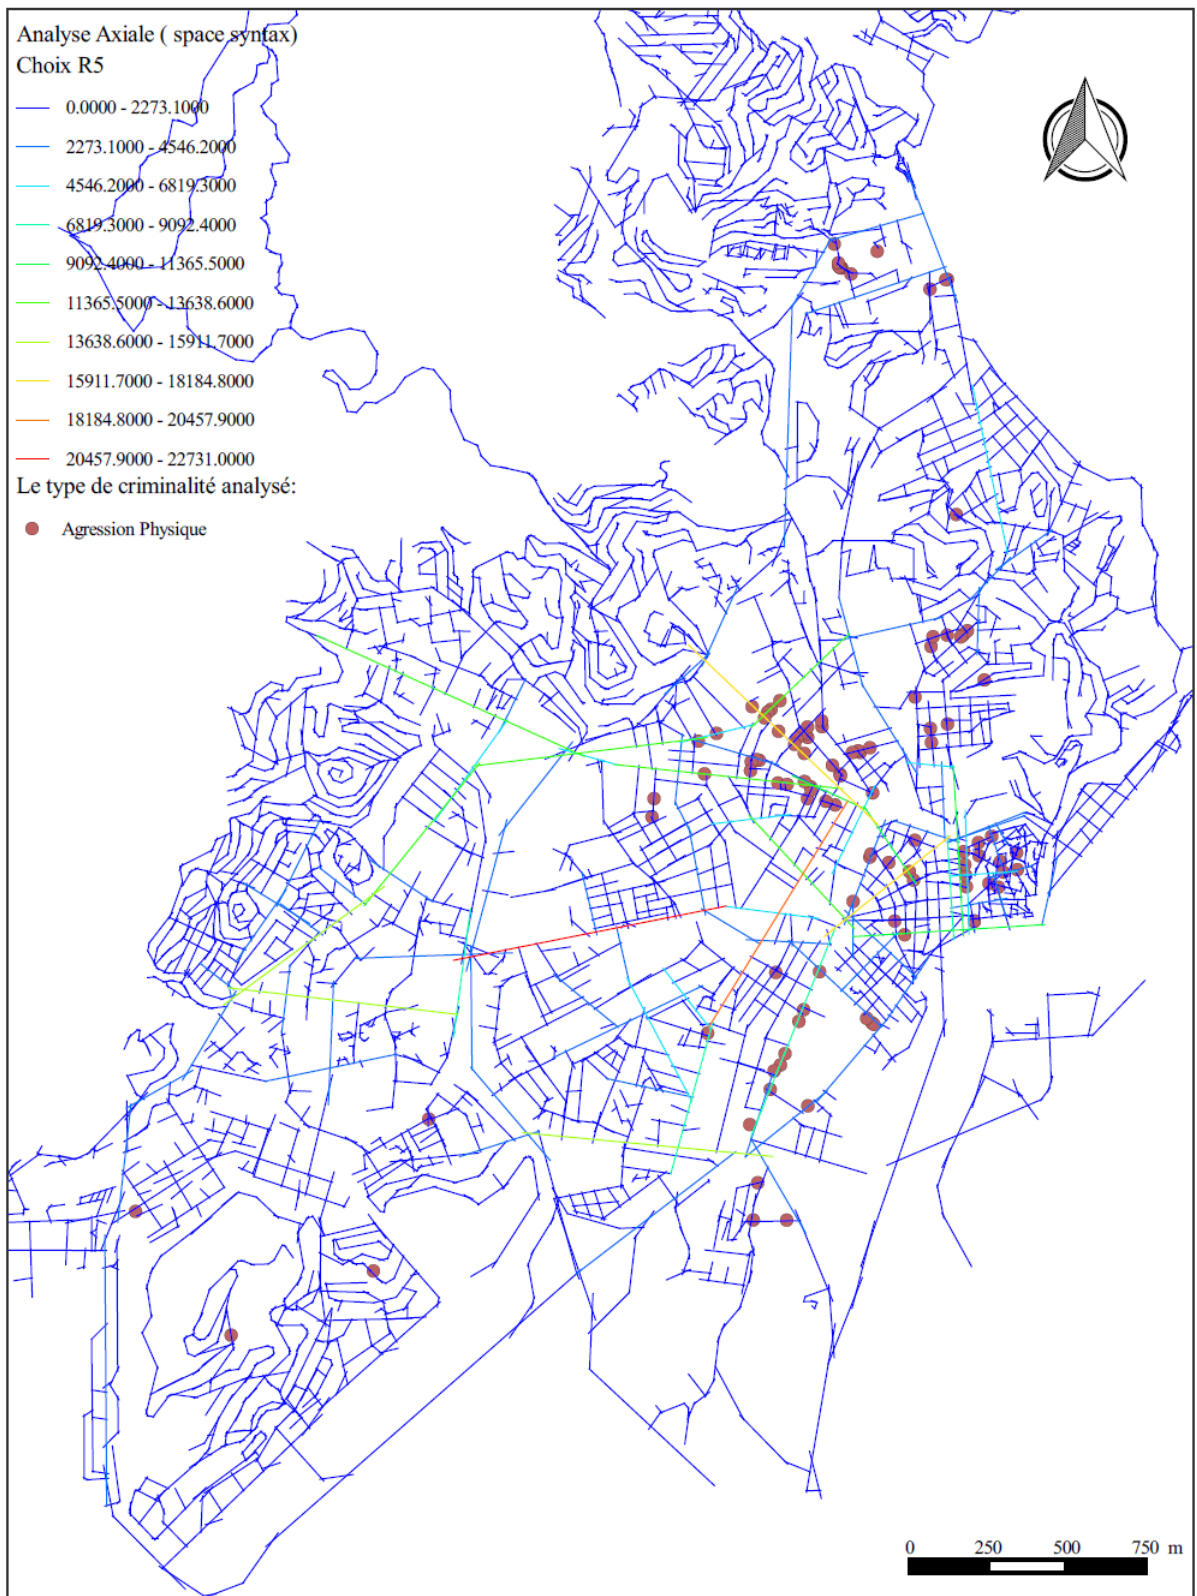 Analyse Axiale ( space syntax)
Choix R5
0.0000 - 2273.1000
2273.1000 - 4546.2000
4546.2000 - 6819.3000
6819.3000 - 9092.4000
9092.4000 - 11365.5000
11365.5000 - 13638.6000
13638.6000 - 15911.7000
15911.7000 - 18184.8000
18184.8000 - 20457.9000
20457.9000 - 22731.0000
Le type de criminalité analysé:
Agression Physique
0 250 500 750 m